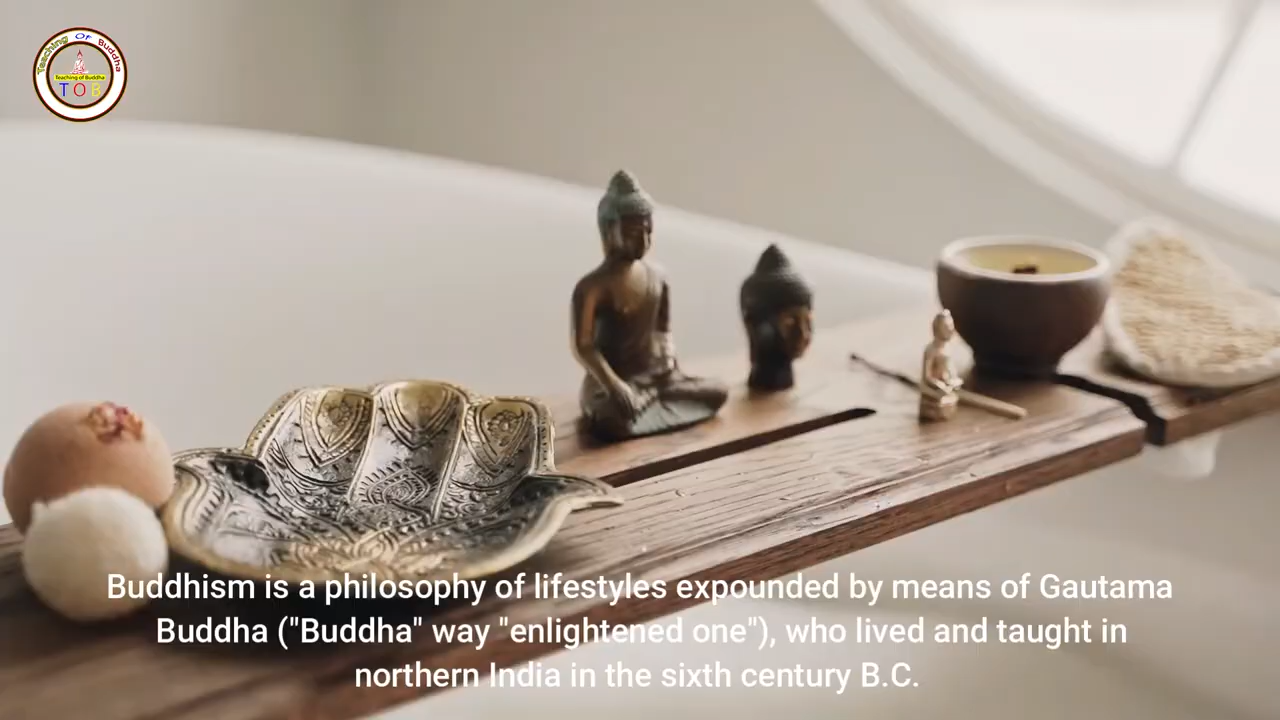 Teaching Of Buddha
Teaching of Buddha
T O B
Buddhism is a philosophy of lifestyles expounded by means of Gautama
Buddha ("Buddha" way "enlightened one"), who lived and taught in
northern India in the sixth century B.C.